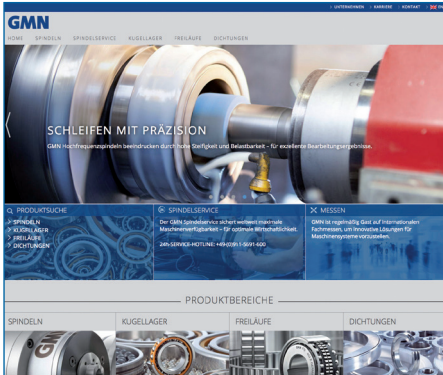 UNTERNEHMEN KARRIERE KONTAKT
GMN
HOME SPINDELN SPINDELSERVICE KUGELLAGER FREILÄUFE DICHTUNGEN
SCHLEIFEN MIT PRÄZISION
GMN Hochfrequenzspindeln beeindrucken durch hohe Steifigkeit und Belastbarkeit – für exzellente Bearbeitungsergebnisse.
PRODUKTSUCHE
> SPINDELN
> KUGELLAGER
> FREILÄUFE
> DICHTUNGEN
SPINDELSERVICE
Der GMN Spindelservice sichert weltweit maximale
Maschinenverfügbarkeit – für optimale Wirtschaftlichkeit.
24h-SERVICE-HOTLINE: +49-(0)911-5691-600
MESSEN
GMN ist regelmäßig Gast auf internationalen
Fachmessen, um innovative Lösungen für
Maschinensysteme vorzustellen.
PRODUKTBEREICHE
SPINDELN KUGELLAGER FREILÄUFE DICHTUNGEN
GMN